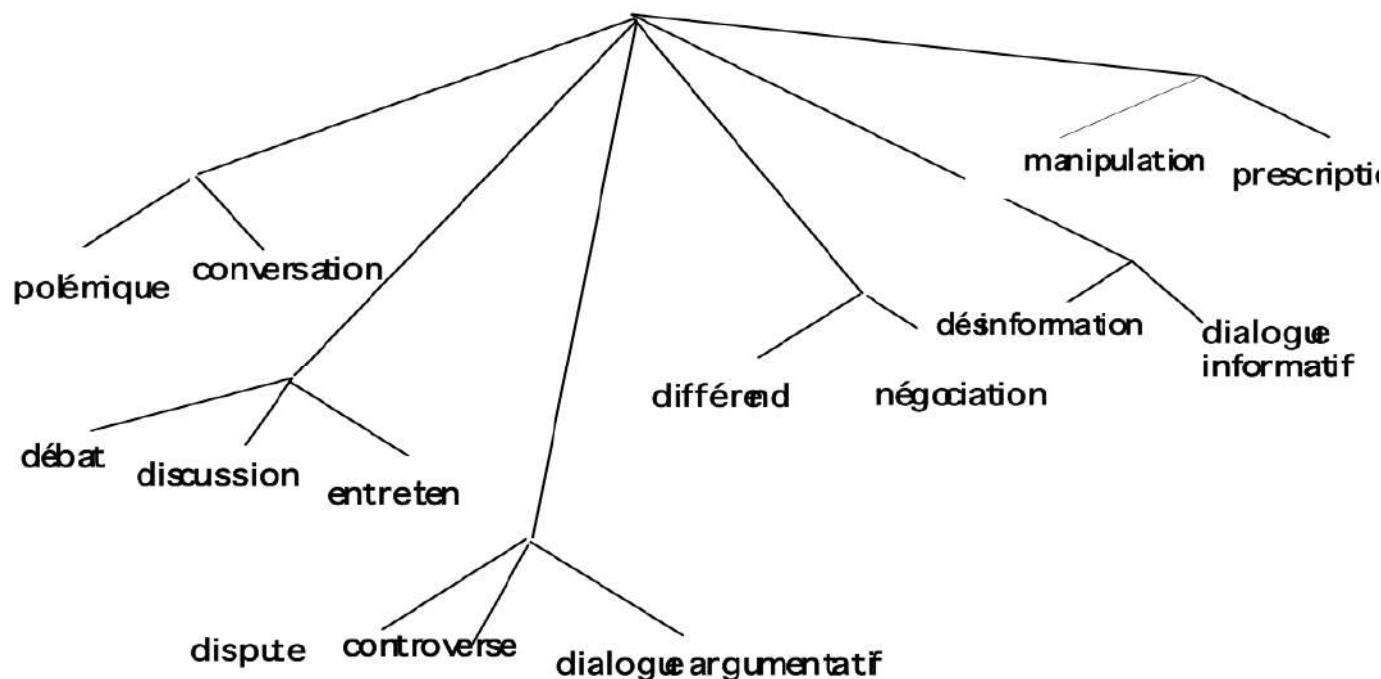 manipulation
prescriptio
polémique
conversation
désinformation
dialogue
informatif
différend
négociation
débat
discussion
entreten
dispute
controverse
dialogue argumentatif